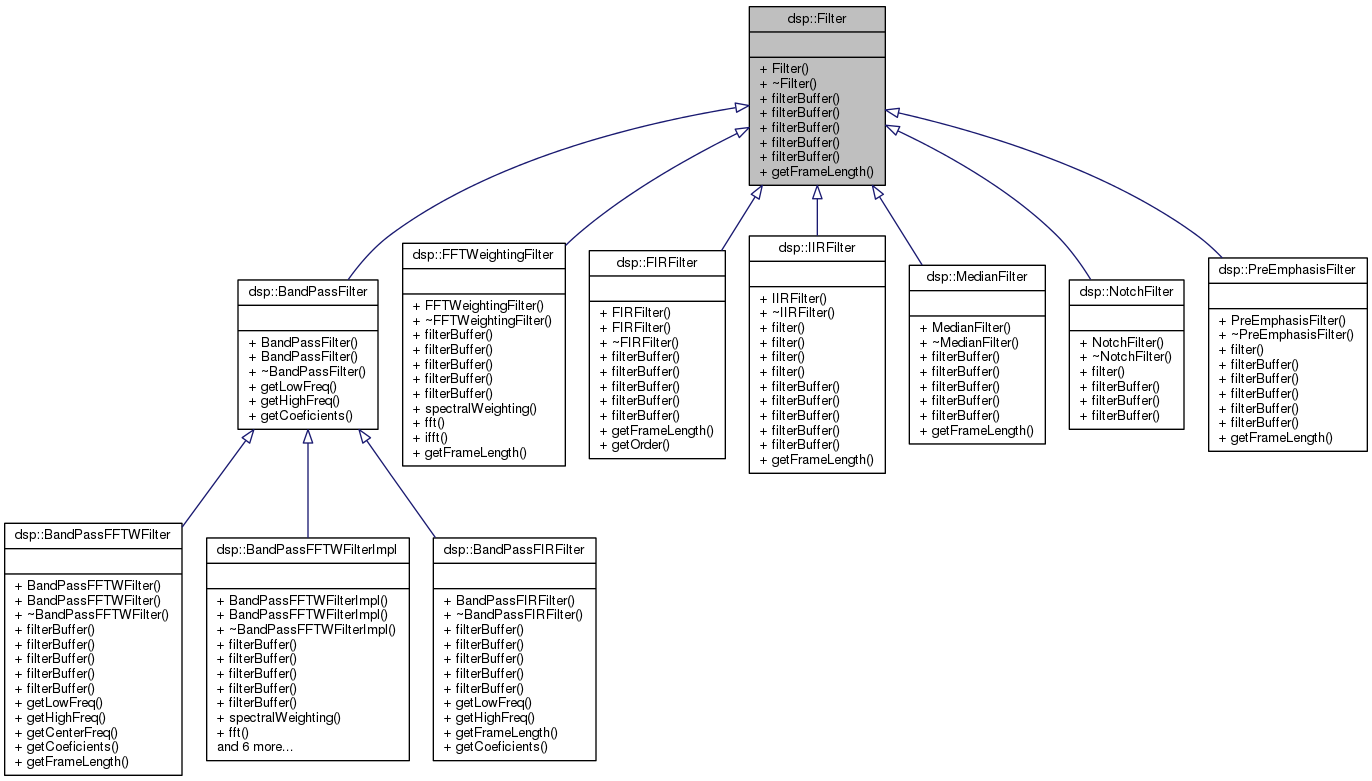 dsp::Filter
+ Filter()
+ ~Filter()
+ filterBuffer()
+ filterBuffer()
+ filterBuffer()
+ filterBuffer()
+ filterBuffer()
+ getFrameLength()
dsp::BandPassFilter
+ BandPassFilter()
+ BandPassFilter()
+ ~BandPassFilter()
+ getLowFreq()
+ getHighFreq()
+ getCoeficients()
dsp::FFTWeightingFilter
+ FFTWeightingFilter()
+ ~FFTWeightingFilter()
+ filterBuffer()
+ filterBuffer()
+ filterBuffer()
+ filterBuffer()
+ filterBuffer()
+ spectralWeighting()
+ fft()
+ ifft()
+ getFrameLength()
dsp::FIRFilter
+ FIRFilter()
+ FIRFilter()
+ ~FIRFilter()
+ filterBuffer()
+ filterBuffer()
+ filterBuffer()
+ filterBuffer()
+ filterBuffer()
+ getFrameLength()
+ getOrder()
dsp::IIRFilter
+ IIRFilter()
+ ~IIRFilter()
+ filter()
+ filter()
+ filter()
+ filter()
+ filterBuffer()
+ filterBuffer()
+ filterBuffer()
+ filterBuffer()
+ filterBuffer()
+ getFrameLength()
dsp::MedianFilter
+ MedianFilter()
+ ~MedianFilter()
+ filterBuffer()
+ filterBuffer()
+ filterBuffer()
+ filterBuffer()
+ filterBuffer()
+ getFrameLength()
dsp::NotchFilter
+ NotchFilter()
+ ~NotchFilter()
+ filter()
+ filterBuffer()
+ filterBuffer()
+ filterBuffer()
dsp::PreEmphasisFilter
+ PreEmphasisFilter()
+ ~PreEmphasisFilter()
+ filter()
+ filterBuffer()
+ filterBuffer()
+ filterBuffer()
+ filterBuffer()
+ filterBuffer()
+ getFrameLength()
dsp::BandPassFFTWFilter
+ BandPassFFTWFilter()
+ BandPassFFTWFilter()
+ ~BandPassFFTWFilter()
+ filterBuffer()
+ filterBuffer()
+ filterBuffer()
+ filterBuffer()
+ filterBuffer()
+ getLowFreq()
+ getHighFreq()
+ getCenterFreq()
+ getCoeficients()
+ getFrameLength()
dsp::BandPassFFTWFilterImpl
+ BandPassFFTWFilterImpl()
+ BandPassFFTWFilterImpl()
+ ~BandPassFFTWFilterImpl()
+ filterBuffer()
+ filterBuffer()
+ filterBuffer()
+ filterBuffer()
+ filterBuffer()
+ spectralWeighting()
+ fft()
and 6 more...
dsp::BandPassFIRFilter
+ BandPassFIRFilter()
+ ~BandPassFIRFilter()
+ filterBuffer()
+ filterBuffer()
+ filterBuffer()
+ filterBuffer()
+ filterBuffer()
+ getLowFreq()
+ getHighFreq()
+ getFrameLength()
+ getCoeficients()